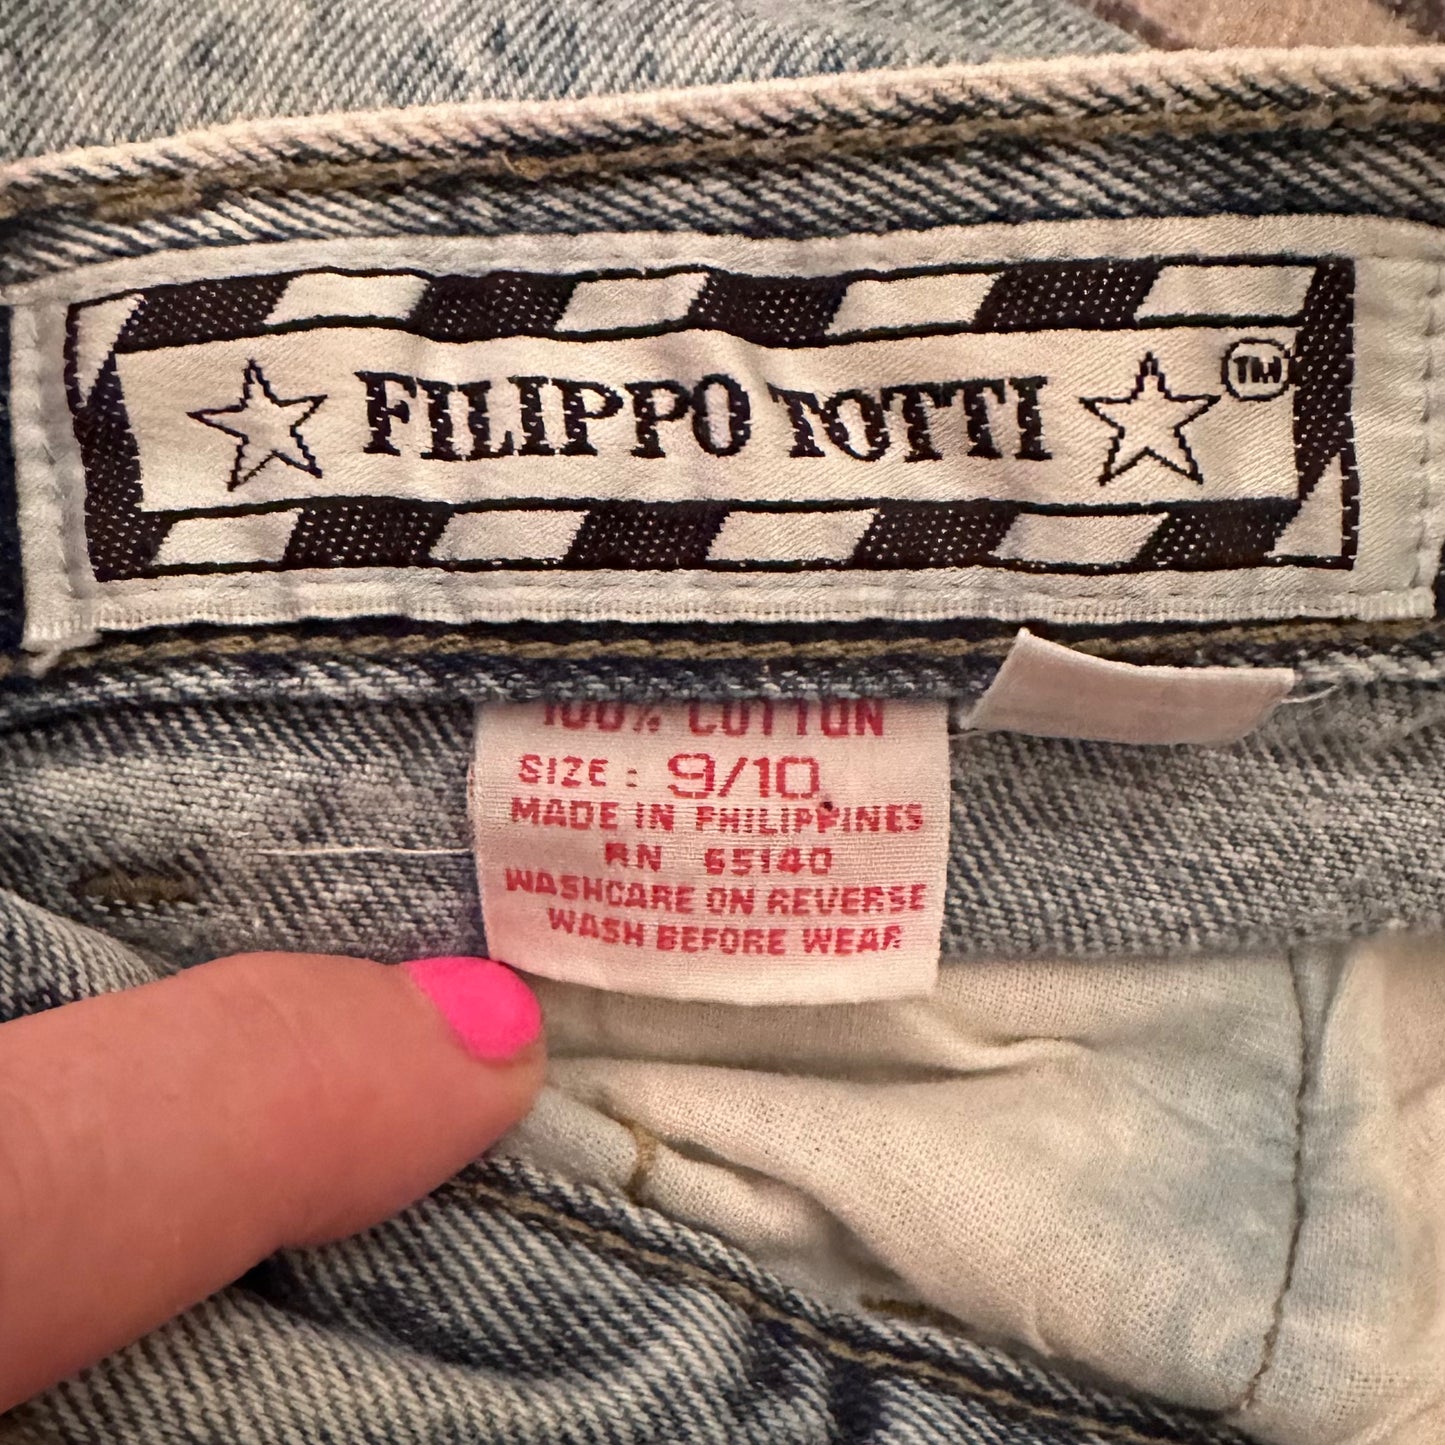 FILIPPO TOTTI TM
100% COTTON
SIZE: 9/10
MADE IN PHILIPPINES
RN 65140
WASHCARE ON REVERSE
WASH BEFORE WEAR